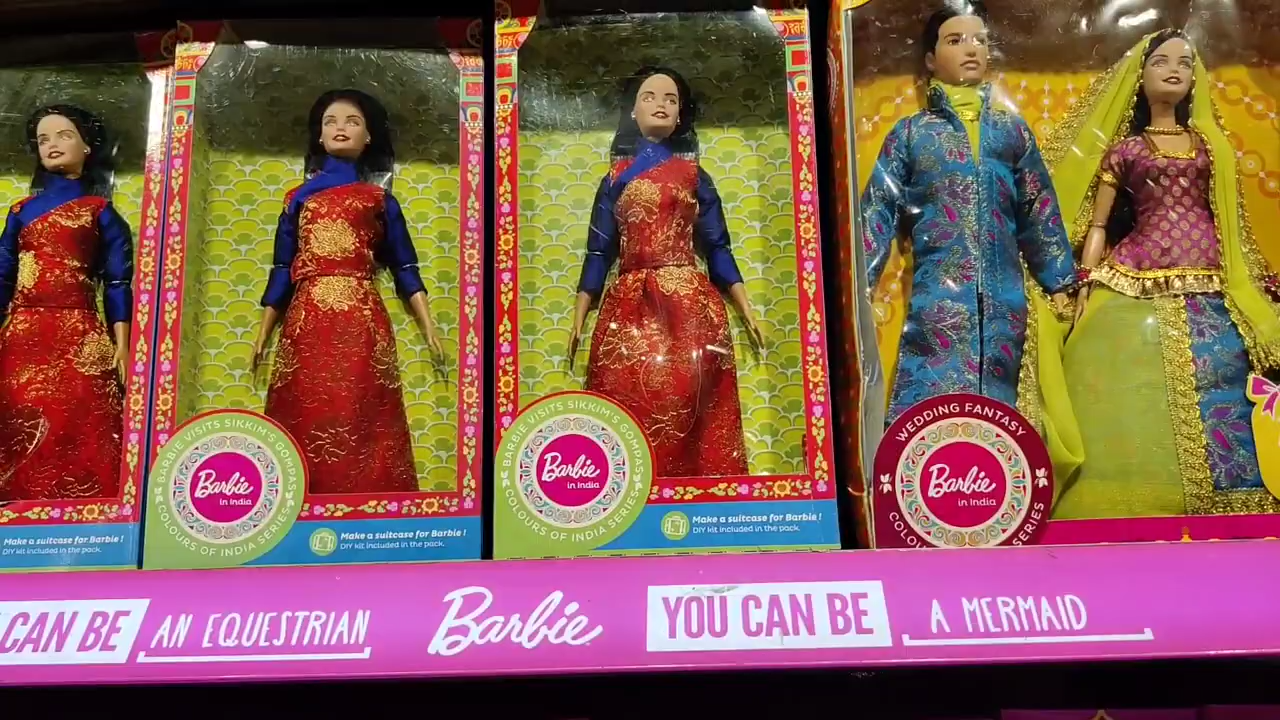 Make a suitcase for Barbie !
DIY kit included in the pack.
BARBIE VISITS SIKKIM'S GOMPAS
Barbie
in India
COLOURS OF INDIA SERIES
Make a suitcase for Barbie !
DIY kit included in the pack.
BARBIE VISITS SIKKIM'S GOMPAS
Barbie
in India
COLOURS OF INDIA SERIES
Make a suitcase for Barbie !
DIY kit included in the pack.
WEDDING FANTASY
Barbie
in India
SERIES
CAN BE AN EQUESTRIAN
Barbie
YOU CAN BE A MERMAID